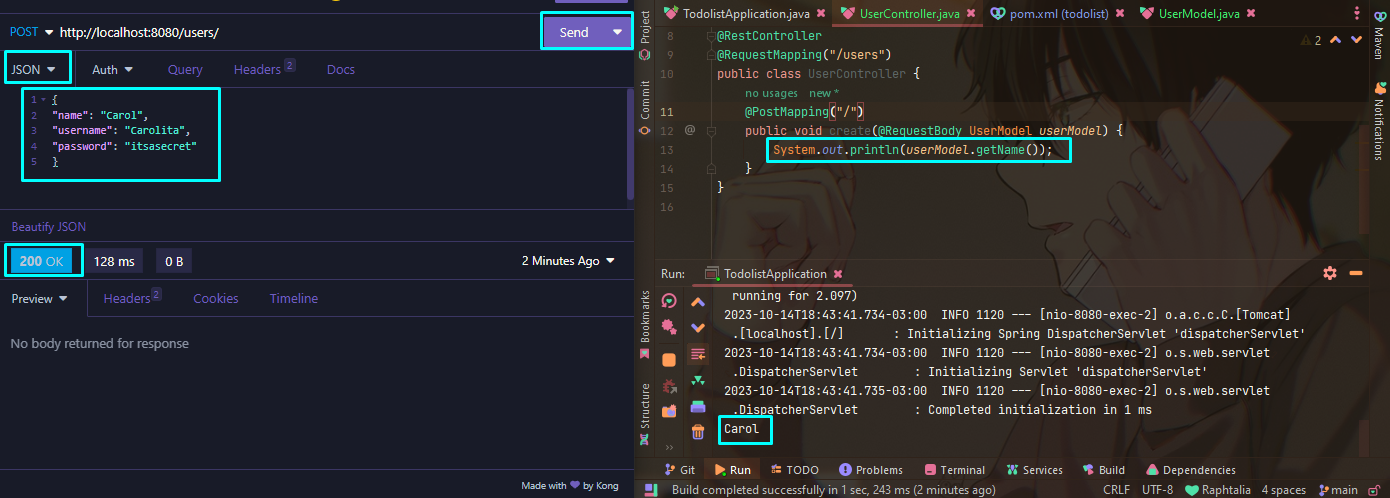 POST http://localhost:8080/users/
Send
JSON Auth Query Headers 2 Docs
1 {
2 "name": "Carol",
3 "username": "Carolita",
4 "password": "itsasecret"
5 }
Beautify JSON
200 OK 128 ms 0 B 2 Minutes Ago
Preview Headers 2 Cookies Timeline
No body returned for response
Made with by Kong
Project
Commit
Bookmarks
Structure
TodolistApplication.java UserController.java pom.xml (todolist) UserModel.java
2
8 @RestController
9 @RequestMapping("/users")
10 public class UserController {
no usages new *
11 @PostMapping("/")
12 @ public void create(@RequestBody UserModel userModel) {
13 System.out.println(userModel.getName());
14 }
15 }
16
Maven
Notifications
Run: TodolistApplication
running for 2.097)
2023-10-14T18:43:41.734-03:00 INFO 1120 --- [nio-8080-exec-2] o.a.c.c.C.[Tomcat]
.[localhost].[/] : Initializing Spring DispatcherServlet 'dispatcherServlet'
2023-10-14T18:43:41.734-03:00 INFO 1120 --- [nio-8080-exec-2] o.s.web.servlet
.DispatcherServlet : Initializing Servlet 'dispatcherServlet'
2023-10-14T18:43:41.735-03:00 INFO 1120 --- [nio-8080-exec-2] o.s.web.servlet
.DispatcherServlet : Completed initialization in 1 ms
Carol
Git Run TODO Problems Terminal Services Build Dependencies
Build completed successfully in 1 sec, 243 ms (2 minutes ago) CRLF UTF-8 Raphtalia 4 spaces main